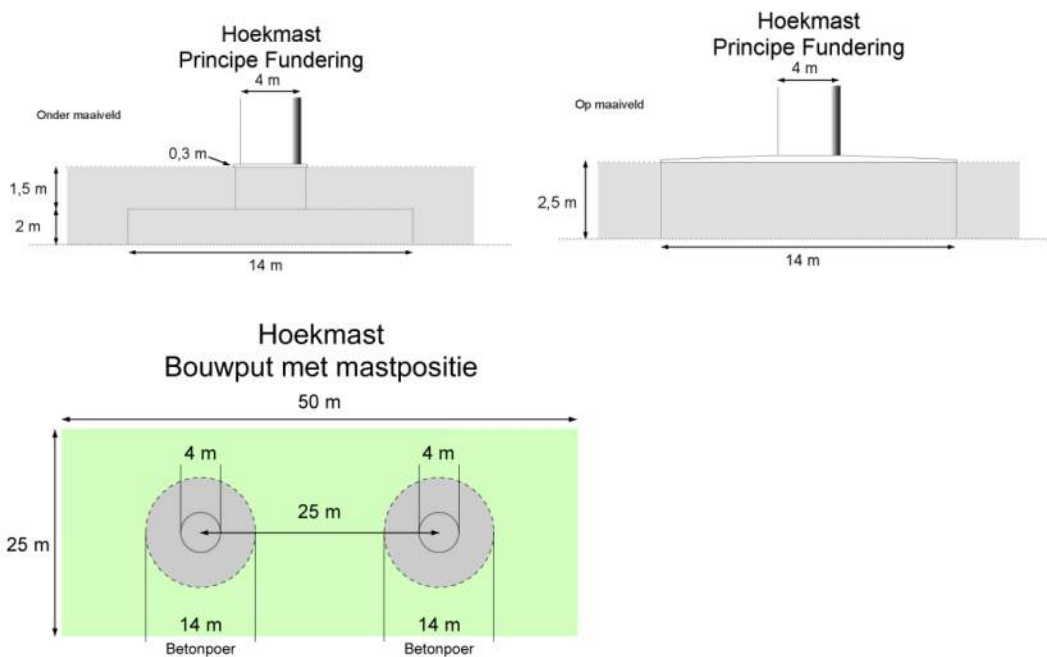 Hoekmast
Principe Fundering
4 m
Onder maaiveld
0,3 m
1,5 m
2 m
14 m
Hoekmast
Principe Fundering
4 m
Op maaiveld
2,5 m
14 m
Hoekmast
Bouwput met mastpositie
50 m
4 m
4 m
25 m
25 m
14 m
14 m
Betonpoer
Betonpoer